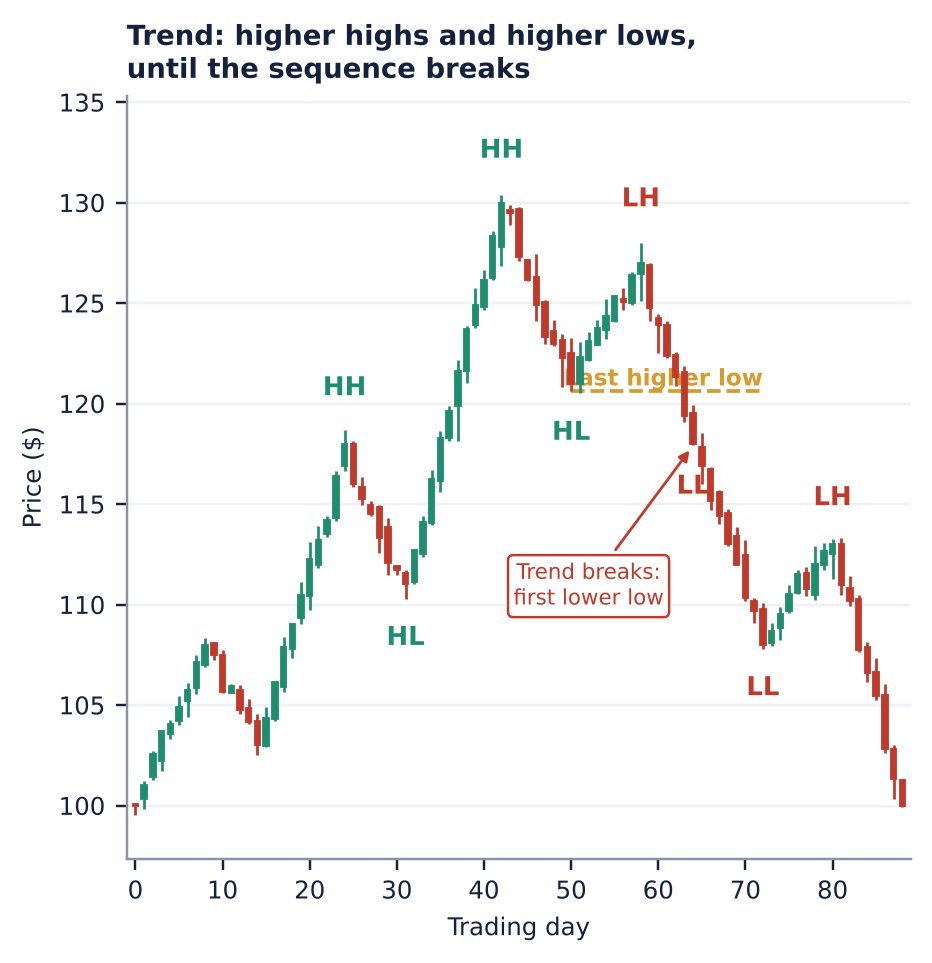 Trend: higher highs and higher lows,
until the sequence breaks
135
130
125
120
115
110
105
100
Price ($)
HH
LH
HH
Last higher low
HL
LL
LH
Trend breaks:
first lower low
HL
LL
0 10 20 30 40 50 60 70 80
Trading day